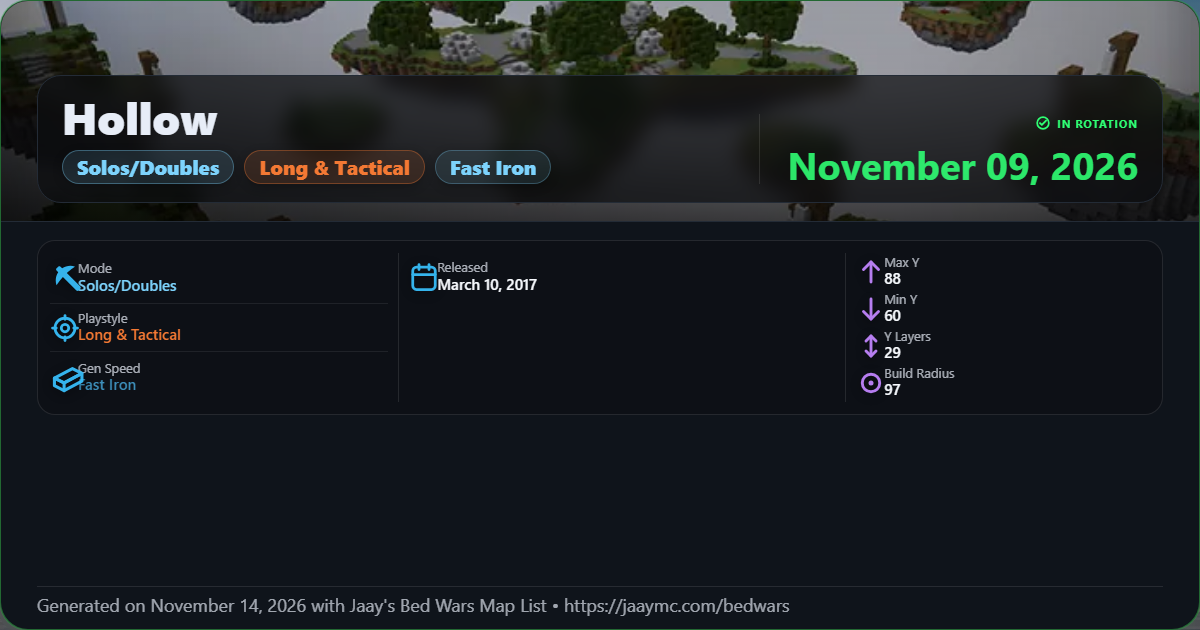 Hollow
Solos/Doubles
Long & Tactical
Fast Iron
IN ROTATION
November 09, 2026
Mode
Solos/Doubles
Playstyle
Long & Tactical
Gen Speed
Fast Iron
Released
March 10, 2017
Max Y
88
Min Y
60
Y Layers
29
Build Radius
97
Generated on November 14, 2026 with Jaay's Bed Wars Map List • https://jaaymc.com/bedwars